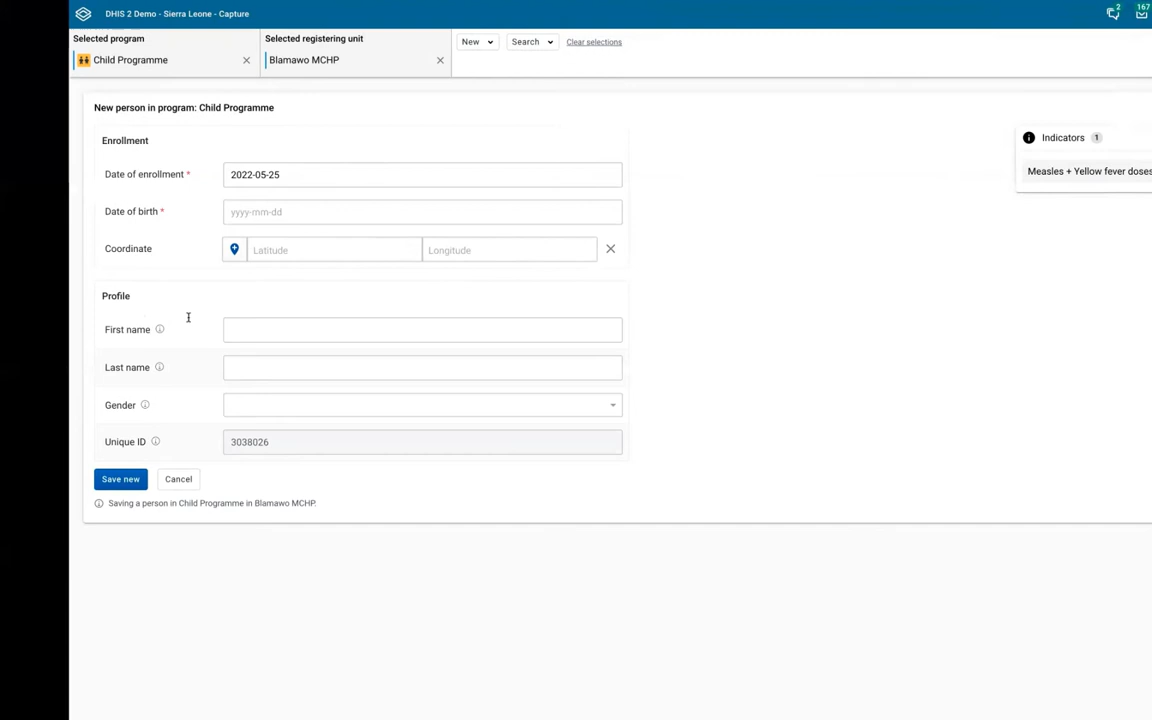 DHIS 2 Demo - Sierra Leone - Capture
2
167
Selected program
Selected registering unit
Child Programme
Blamawo MCHP
New
Search
Clear selections
New person in program: Child Programme
Enrollment
Indicators 1
Measles + Yellow fever doses
Date of enrollment *
2022-05-25
Date of birth *
yyyy-mm-dd
Coordinate
Latitude
Longitude
Profile
First name
Last name
Gender
Unique ID
3038026
Save new
Cancel
Saving a person in Child Programme in Blamawo MCHP.